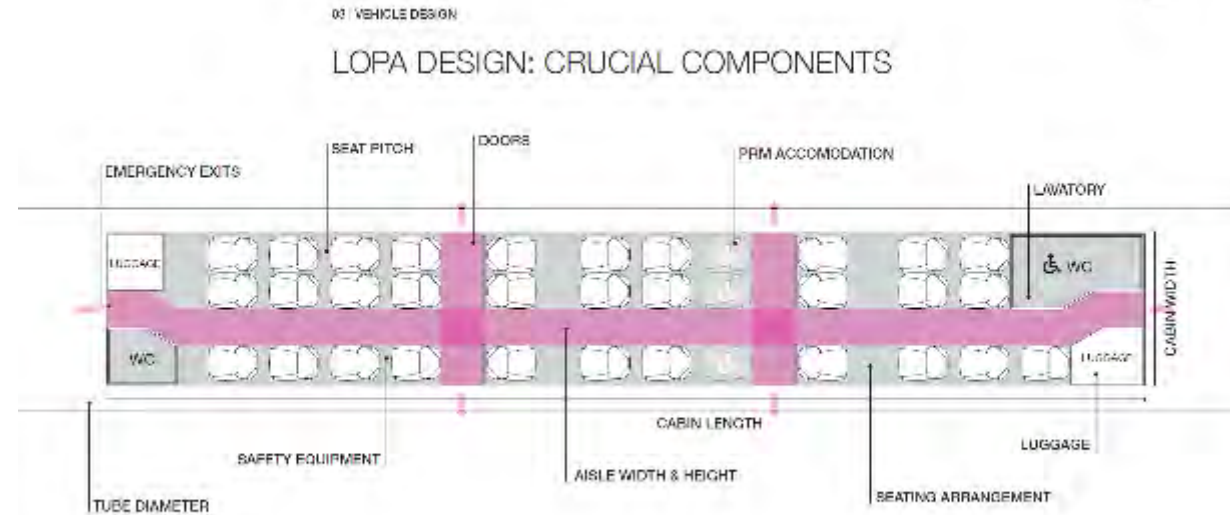 03 | VEHICLE DESIGN
LOPA DESIGN: CRUCIAL COMPONENTS
DOORS
SEAT PITCH
PRM ACCOMODATION
EMERGENCY EXITS
LAVATORY
LUGGAGE
WC
CABIN WIDTH
WC
LUGGAGE
CABIN LENGTH
LUGGAGE
SAFETY EQUIPMENT
AISLE WIDTH & HEIGHT
SEATING ARRANGEMENT
TUBE DIAMETER